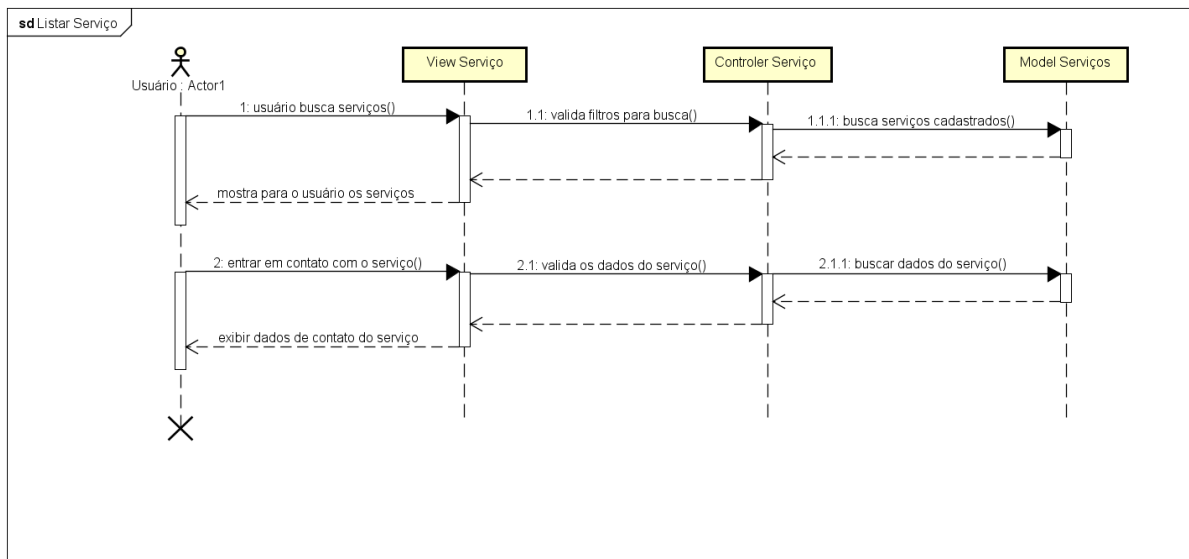 sd Listar Serviço
Usuário : Actor1
View Serviço
Controler Serviço
Model Serviços
1: usuário busca serviços()
1.1: valida filtros para busca()
1.1.1: busca serviços cadastrados()
mostra para o usuário os serviços
2: entrar em contato com o serviço()
2.1: valida os dados do serviço()
2.1.1: buscar dados do serviço()
exibir dados de contato do serviço